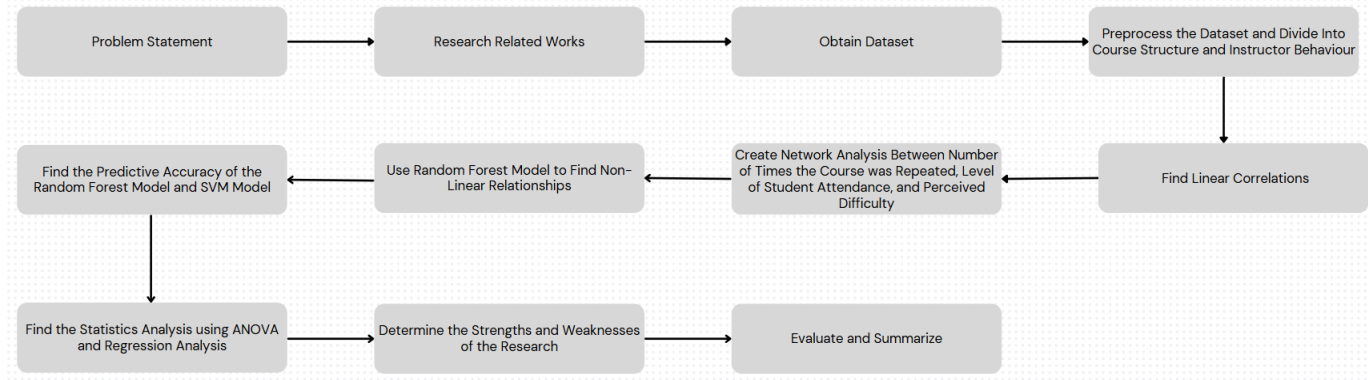 Problem Statement
Research Related Works
Obtain Dataset
Preprocess the Dataset and Divide Into
Course Structure and Instructor Behaviour
Find Linear Correlations
Create Network Analysis Between Number
of Times the Course was Repeated, Level
of Student Attendance, and Perceived
Difficulty
Use Random Forest Model to Find Non-
Linear Relationships
Find the Predictive Accuracy of the
Random Forest Model and SVM Model
Find the Statistics Analysis using ANOVA
and Regression Analysis
Determine the Strengths and Weaknesses
of the Research
Evaluate and Summarize